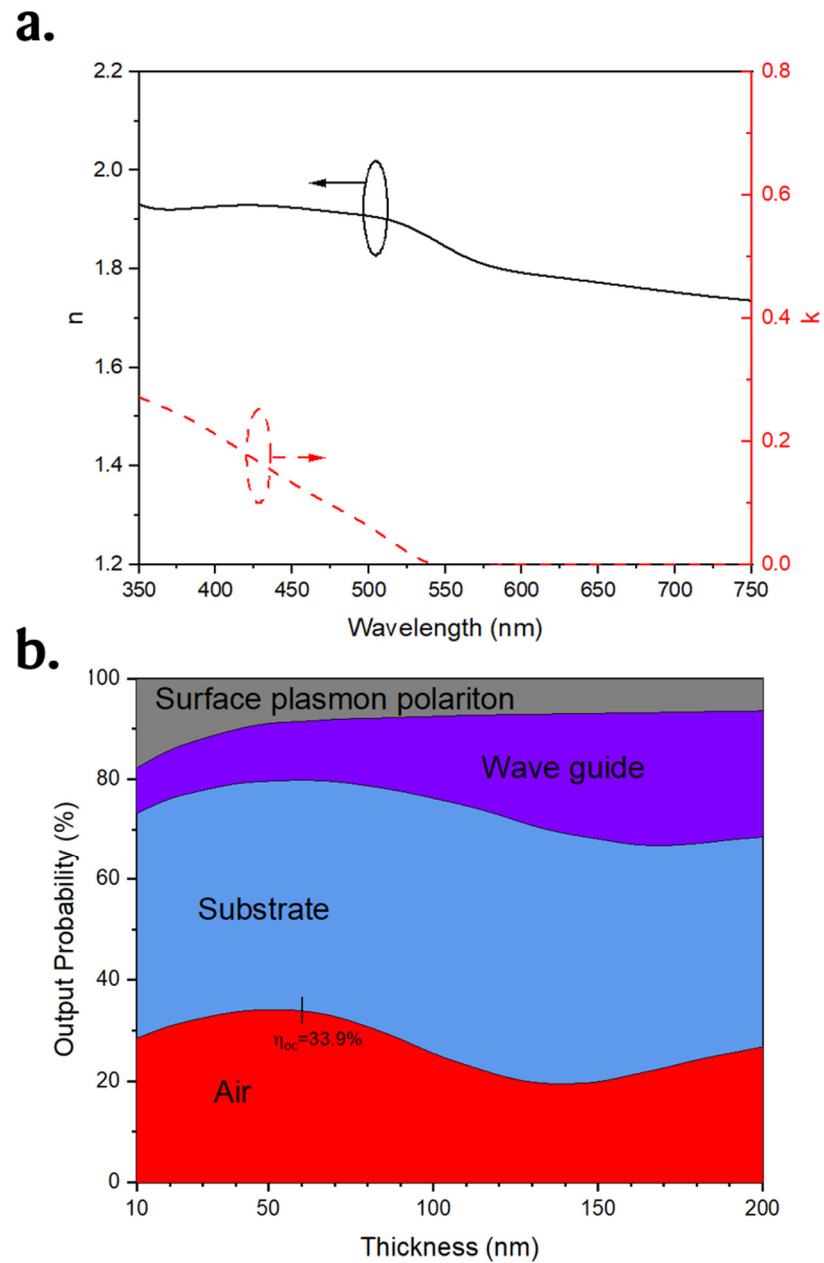 a.
2.2
2.0
1.8
1.6
1.4
1.2
n
0.8
0.6
0.4
0.2
0.0
k
350 400 450 500 550 600 650 700 750
Wavelength (nm)
b.
100
80
60
40
20
0
Output Probability (%)
Surface plasmon polariton
Wave guide
Substrate
ηoc=33.9%
Air
10 50 100 150 200
Thickness (nm)